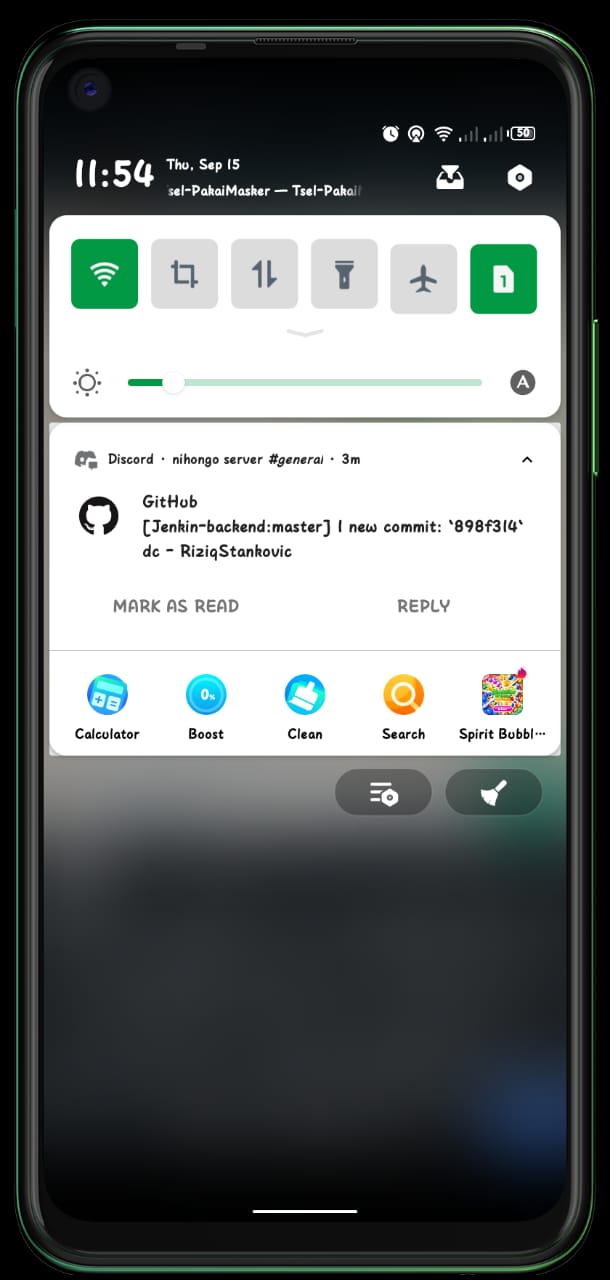 50
11:54
Thu, Sep 15
sel-PakaiMasker — Tsel-Pakai
1
A
Discord · nihongo server #general · 3m
GitHub
[Jenkin-backend:master] 1 new commit: `898f314`
dc - RiziqStankovic
MARK AS READ
REPLY
0%
Calculator
Boost
Clean
Search
Spirit Bubbl...